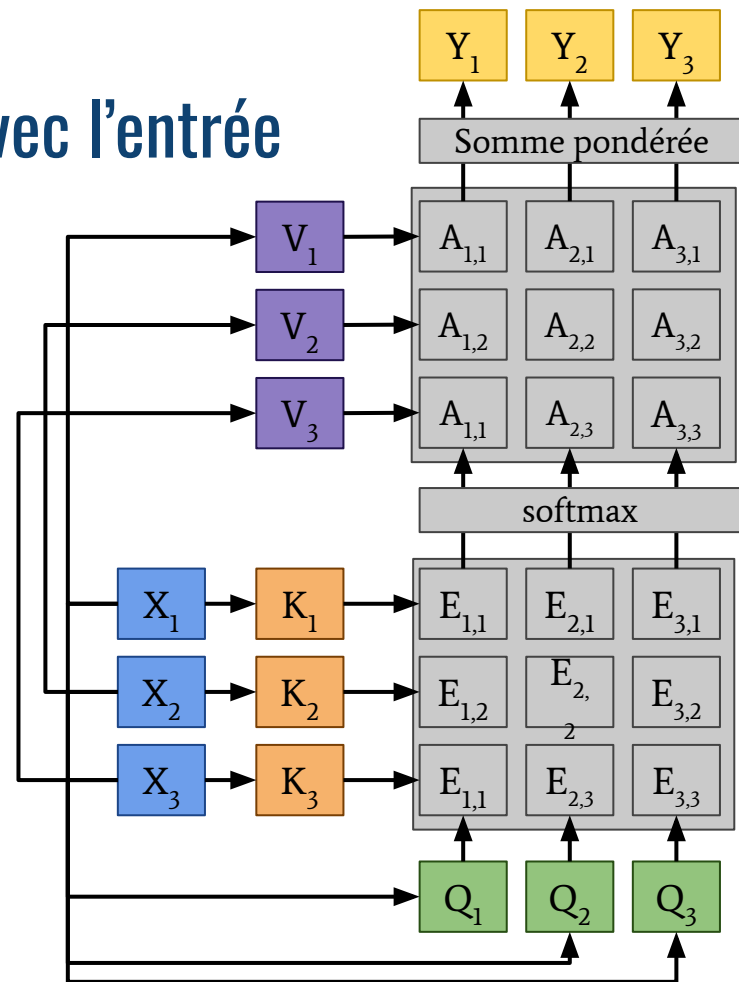 Y1 Y2 Y3
vec l’entrée
Somme pondérée
V1 A1,1 A2,1 A3,1
V2 A1,2 A2,2 A3,2
V3 A1,1 A2,3 A3,3
softmax
X1 K1 E1,1 E2,1 E3,1
X2 K2 E1,2 E2,2 E3,2
X3 K3 E1,1 E2,3 E3,3
Q1 Q2 Q3